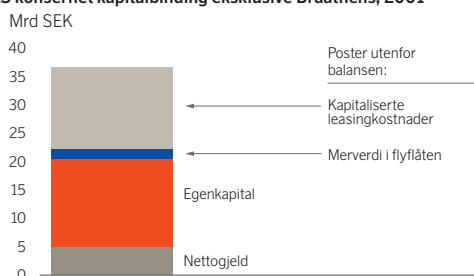 konsernet kapitalbinding eksklusive Braathens, 2001
Mrd SEK
40
35
30
25
20
15
10
5
0
Poster utenfor
balansen:
Kapitaliserte
leasingkostnader
Merverdi i flyflåten
Egenkapital
Nettogjeld